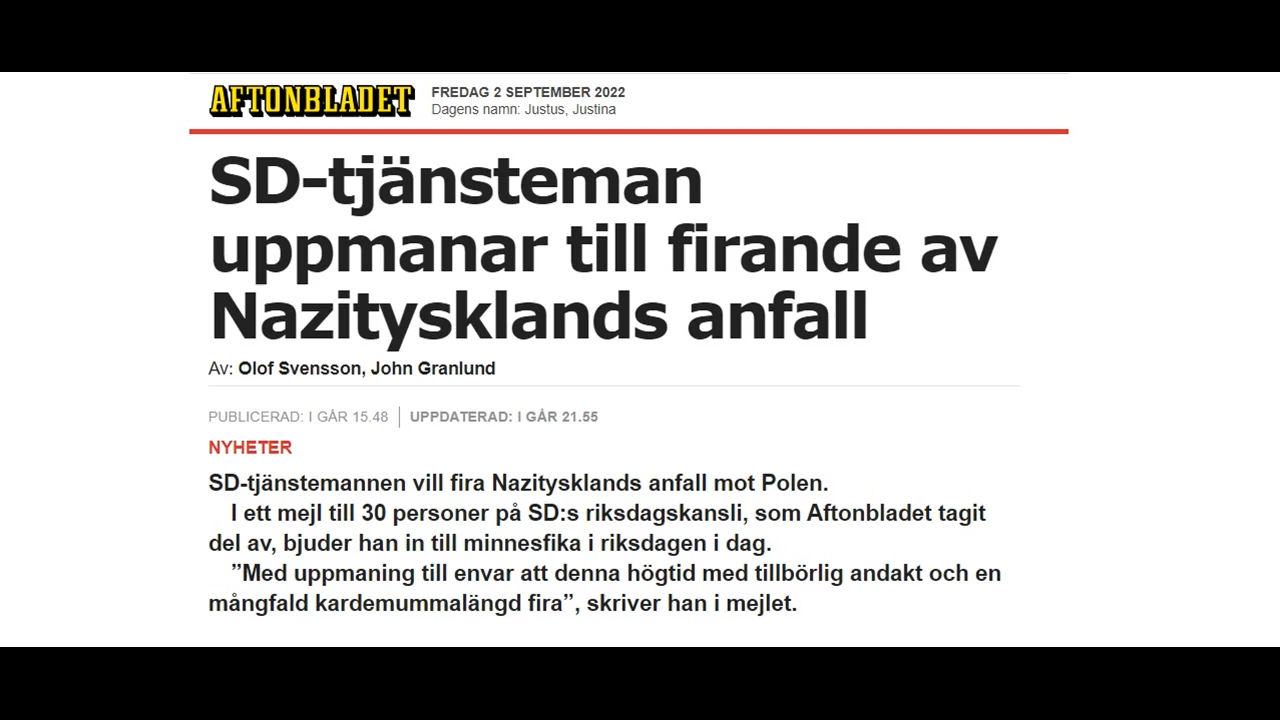 AFTONBLADET
FREDAG 2 SEPTEMBER 2022
Dagens namn: Justus, Justina
SD-tjänsteman
uppmanar till firande av
Nazitysklands anfall
Av: Olof Svensson, John Granlund
PUBLICERAD: I GÅR 15.48 | UPPDATERAD: I GÅR 21.55
NYHETER
SD-tjänstemannen vill fira Nazitysklands anfall mot Polen.
I ett mejl till 30 personer på SD:s riksdagskansli, som Aftonbladet tagit
del av, bjuder han in till minnesfika i riksdagen i dag.
”Med uppmaning till envar att denna högtid med tillbörlig andakt och en
mångfald kardemummalängd fira”, skriver han i mejlet.